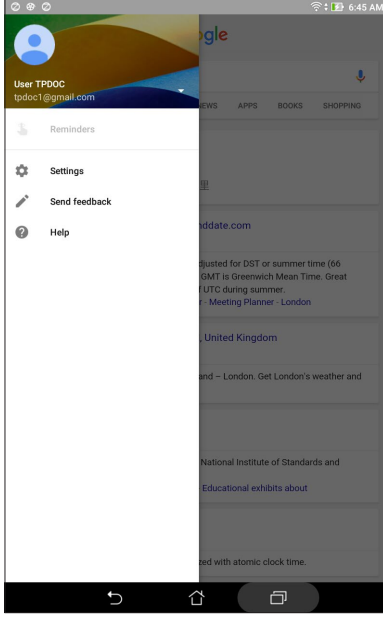 6:45 AM
ogle
User TPDOC
tpdoc1@gmail.com
NEWS APPS BOOKS SHOPPING
Reminders
Settings
里
Send feedback
nddate.com
Help
djusted for DST or summer time (66
GMT is Greenwich Mean Time. Great
f UTC during summer.
r · Meeting Planner · London
, United Kingdom
and – London. Get London's weather and
National Institute of Standards and
Educational exhibits about
zed with atomic clock time.